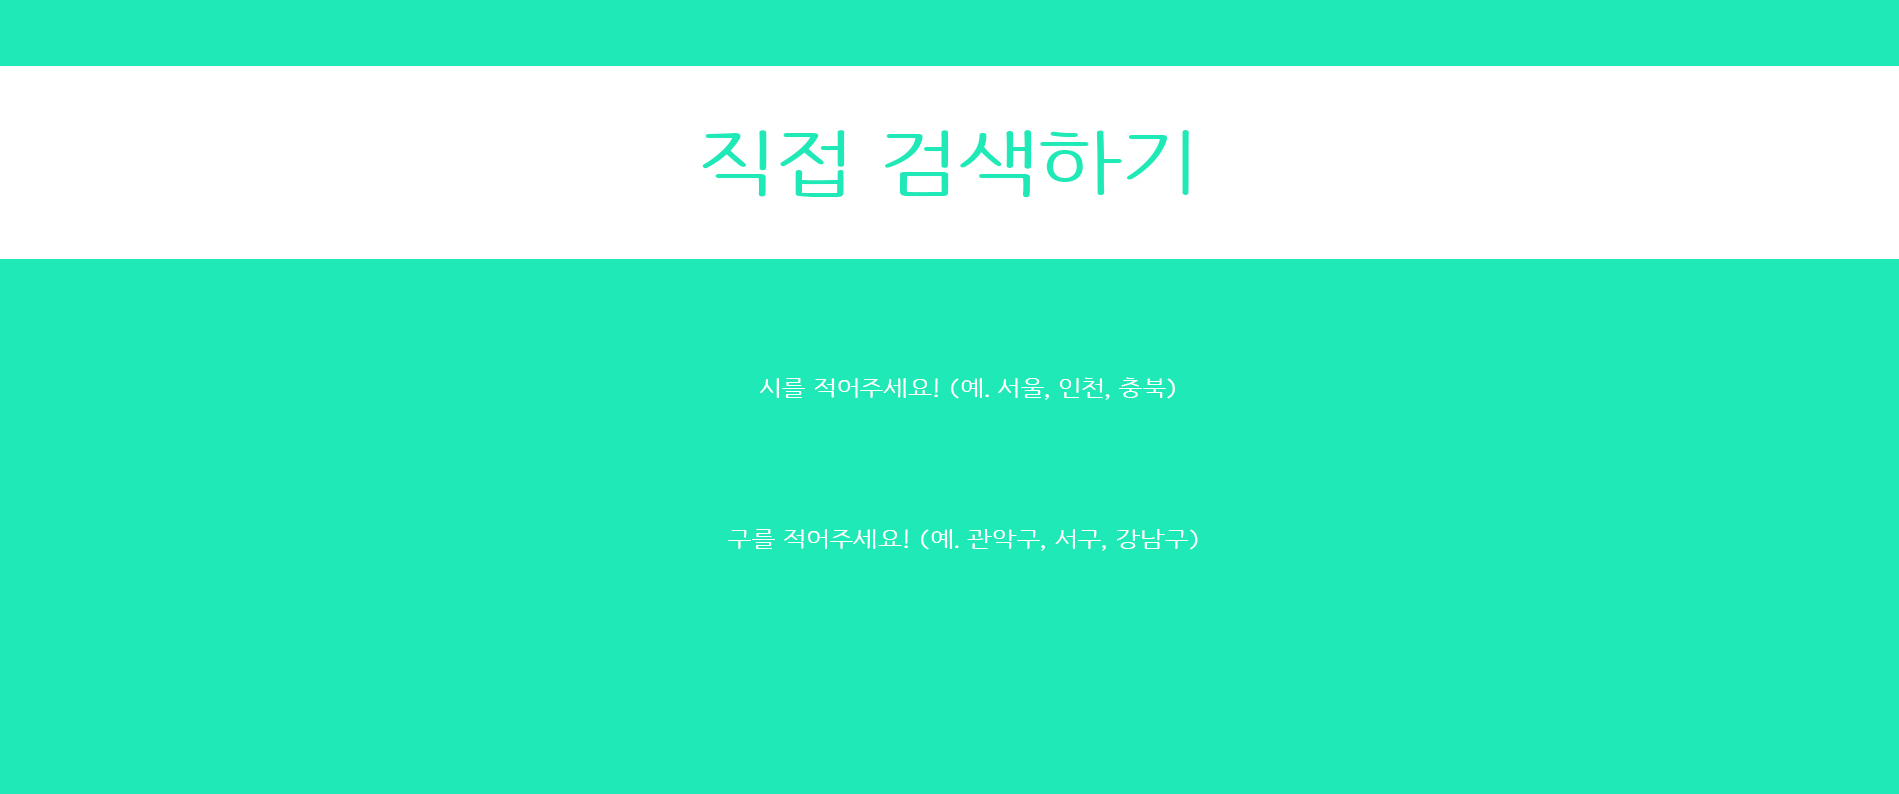 직접 검색하기
시를 적어주세요! (예. 서울, 인천, 충북)
구를 적어주세요! (예. 관악구, 서구, 강남구)